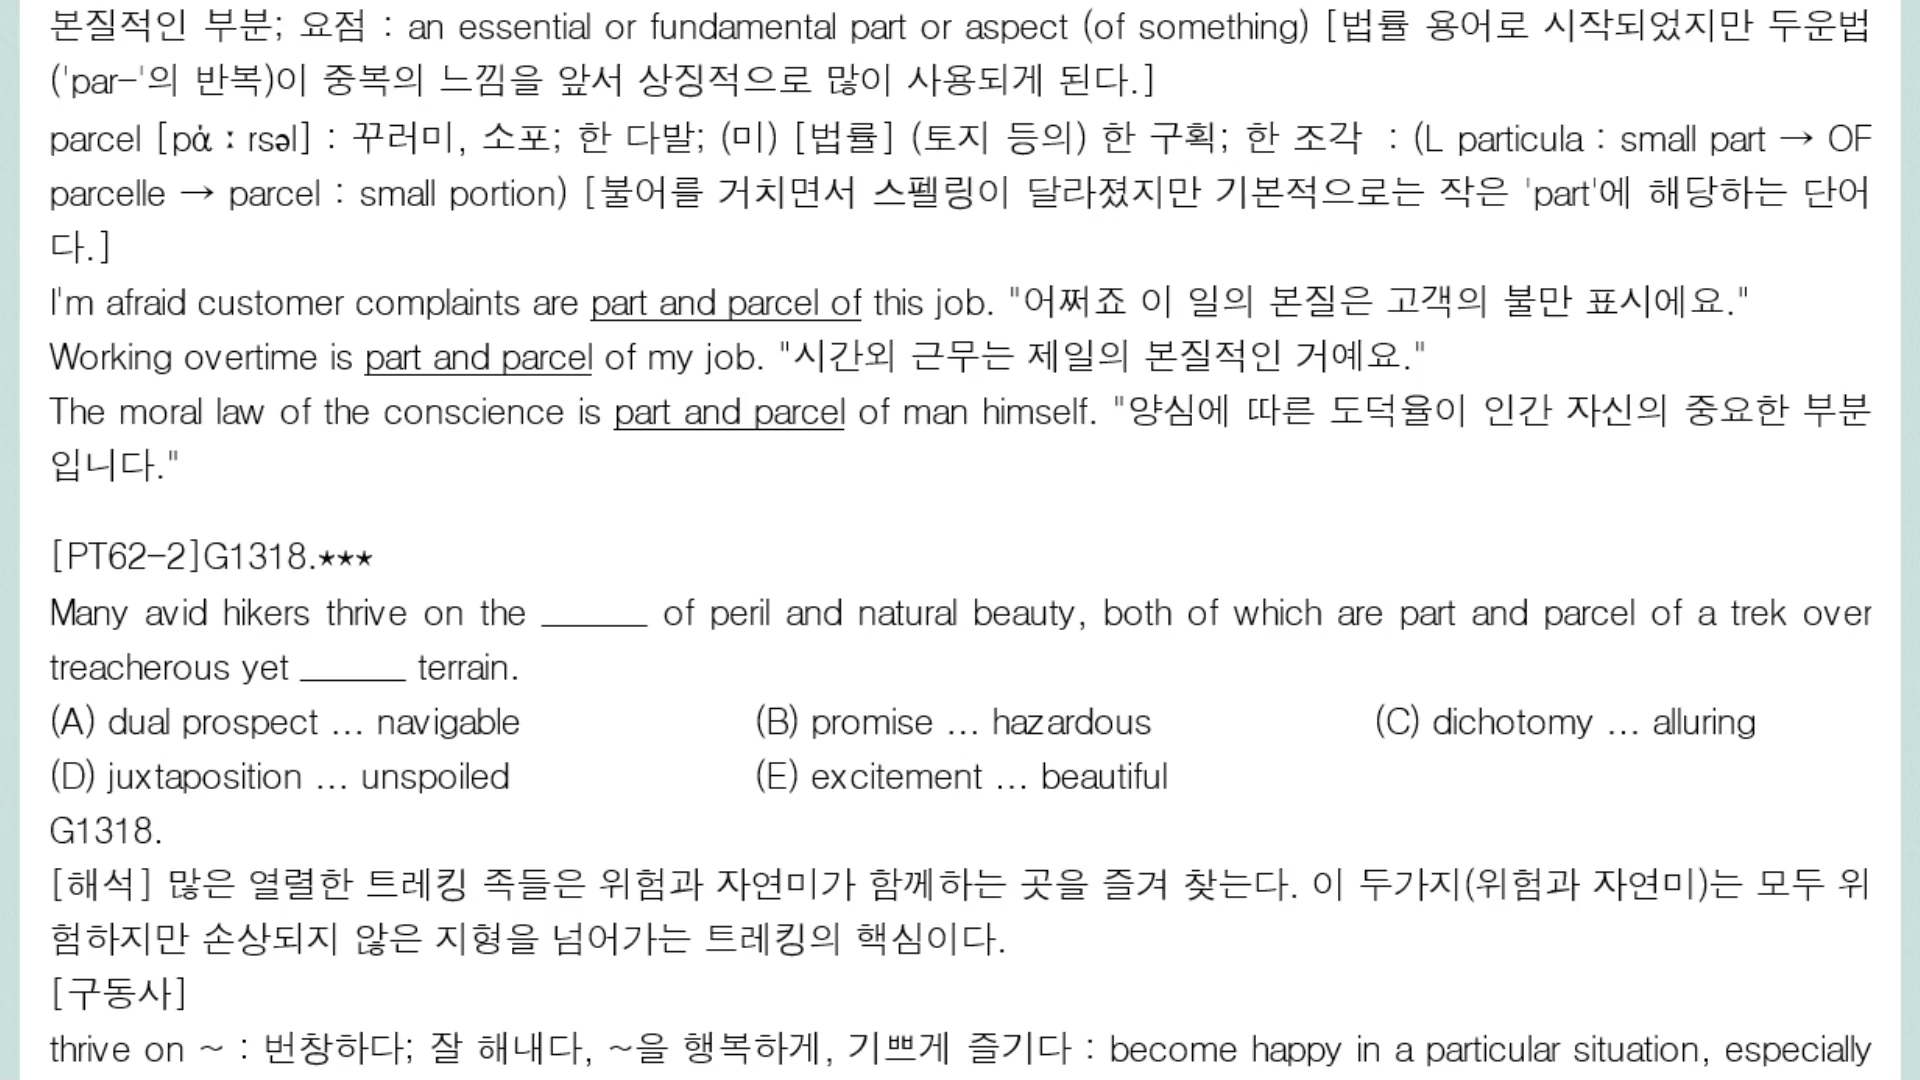 본질적인 부분; 요점 : an essential or fundamental part or aspect (of something) [법률 용어로 시작되었지만 두운법
('par-'의 반복)이 중복의 느낌을 앞서 상징적으로 많이 사용되게 된다.]
parcel [pɑ́ːrsəl] : 꾸러미, 소포; 한 다발; (미) [법률] (토지 등의) 한 구획; 한 조각 : (L particula : small part → OF
parcelle → parcel : small portion) [불어를 거치면서 스펠링이 달라졌지만 기본적으로는 작은 'part'에 해당하는 단어
다.]
I'm afraid customer complaints are part and parcel of this job. "어쩌죠 이 일의 본질은 고객의 불만 표시에요."
Working overtime is part and parcel of my job. "시간외 근무는 제일의 본질적인 거예요."
The moral law of the conscience is part and parcel of man himself. "양심에 따른 도덕율이 인간 자신의 중요한 부분
입니다."
[PT62-2]G1318.★★★
Many avid hikers thrive on the ______ of peril and natural beauty, both of which are part and parcel of a trek over
treacherous yet ______ terrain.
(A) dual prospect ... navigable (B) promise ... hazardous (C) dichotomy ... alluring
(D) juxtaposition ... unspoiled (E) excitement ... beautiful
G1318.
[해석] 많은 열렬한 트레킹 족들은 위험과 자연미가 함께하는 곳을 즐겨 찾는다. 이 두가지(위험과 자연미)는 모두 위
험하지만 손상되지 않은 지형을 넘어가는 트레킹의 핵심이다.
[구동사]
thrive on ~ : 번창하다; 잘 해내다, ~을 행복하게, 기쁘게 즐기다 : become happy in a particular situation, especially